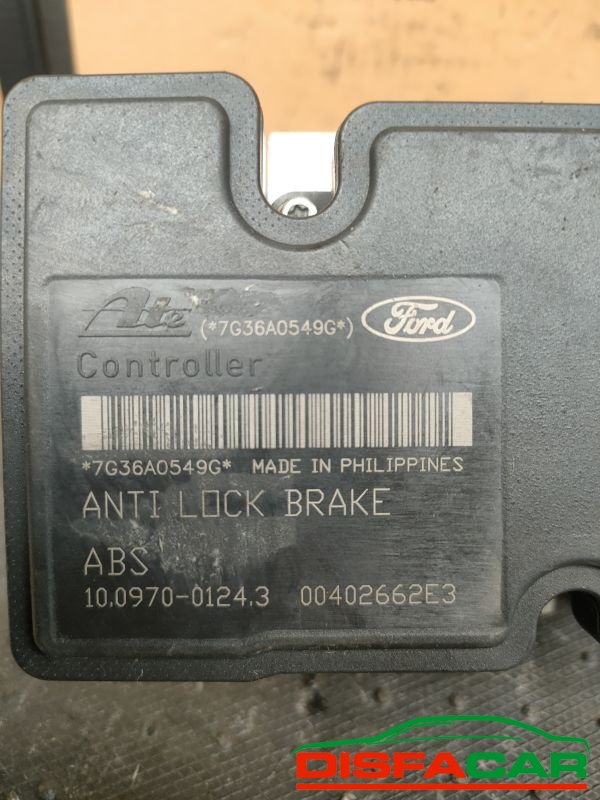 Ate (*7G36A0549G*) Ford
Controller
*7G36A0549G* MADE IN PHILIPPINES
ANTI LOCK BRAKE
ABS
10.0970-0124.3 00402662E3
DISFACAR